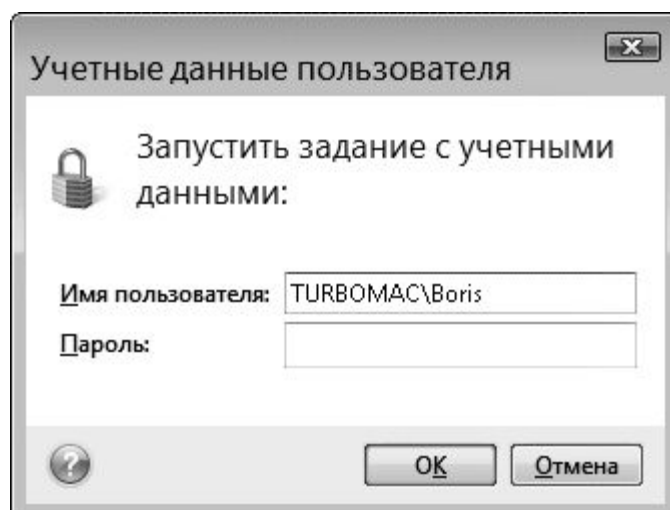 Учетные данные пользователя
Запустить задание с учетными
данными:
Имя пользователя: TURBOMAC\Boris
Пароль:
? OK Отмена